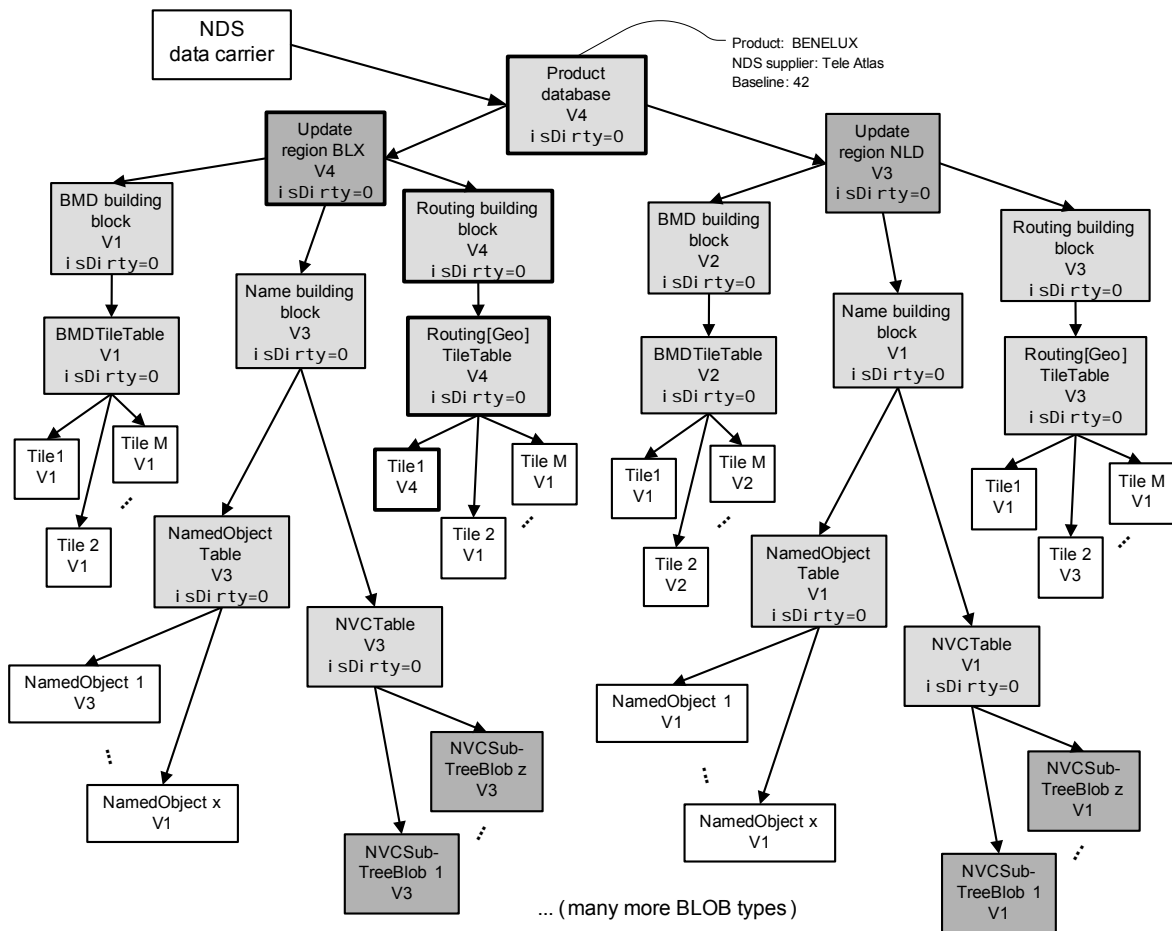 NDS
data carrier
Product: BENELUX
NDS supplier: Tele Atlas
Baseline: 42
Product
database
V4
isDirty=0
Update
region BLX
V4
isDirty=0
Update
region NLD
V3
isDirty=0
BMD building
block
V1
isDirty=0
Routing building
block
V4
isDirty=0
BMD building
block
V2
isDirty=0
Routing building
block
V3
isDirty=0
Name building
block
V3
isDirty=0
Name building
block
V1
isDirty=0
BMDTileTable
V1
isDirty=0
Routing[Geo]
TileTable
V4
isDirty=0
BMDTileTable
V2
isDirty=0
Routing[Geo]
TileTable
V3
isDirty=0
Tile1
V1
Tile M
V1
...
Tile 2
V1
Tile1
V4
Tile M
V1
...
Tile 2
V1
Tile1
V1
Tile M
V2
...
Tile 2
V2
Tile1
V1
Tile M
V1
...
Tile 2
V3
NamedObject
Table
V3
isDirty=0
NVCTable
V3
isDirty=0
NamedObject
Table
V1
isDirty=0
NVCTable
V1
isDirty=0
NamedObject 1
V3
...
NamedObject x
V1
NVCSub-
TreeBlob z
V3
...
NVCSub-
TreeBlob 1
V3
NamedObject 1
V1
...
NamedObject x
V1
NVCSub-
TreeBlob z
V1
...
NVCSub-
TreeBlob 1
V1
... (many more BLOB types)